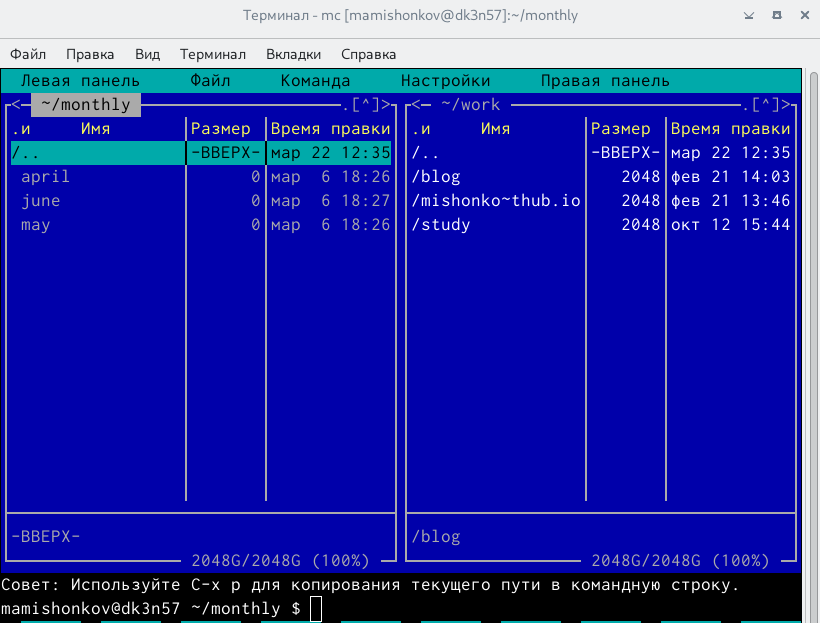 Терминал - mc [mamishonkov@dk3n57]:~/monthly
Файл Правка Вид Терминал Вкладки Справка
Левая панель Файл Команда Настройки Правая панель
<- ~/monthly .[^]> <- ~/work .[^]>
.и Имя Размер Время правки .и Имя Размер Время правки
/.. -ВВЕРХ- мар 22 12:35 /.. -ВВЕРХ- мар 22 12:35
april 0 мар 6 18:26 /blog 2048 фев 21 14:03
june 0 мар 6 18:27 /mishonko~thub.io 2048 фев 21 13:46
may 0 мар 6 18:26 /study 2048 окт 12 15:44
-ВВЕРХ- /blog
2048G/2048G (100%) 2048G/2048G (100%)
Совет: Используйте C-x p для копирования текущего пути в командную строку.
mamishonkov@dk3n57 ~/monthly $